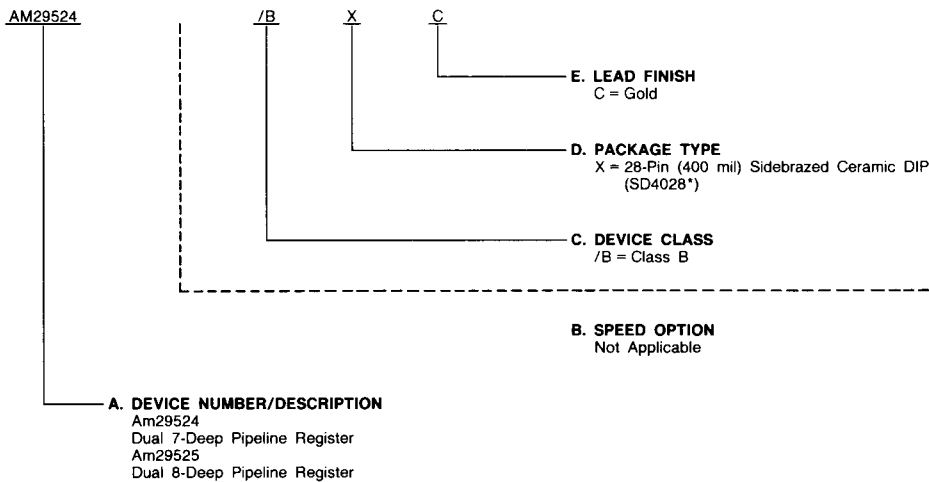 AM29524 /B X C
E. LEAD FINISH
C = Gold
D. PACKAGE TYPE
X = 28-Pin (400 mil) Sidebrazed Ceramic DIP
(SD4028*)
C. DEVICE CLASS
/B = Class B
B. SPEED OPTION
Not Applicable
A. DEVICE NUMBER/DESCRIPTION
Am29524
Dual 7-Deep Pipeline Register
Am29525
Dual 8-Deep Pipeline Register